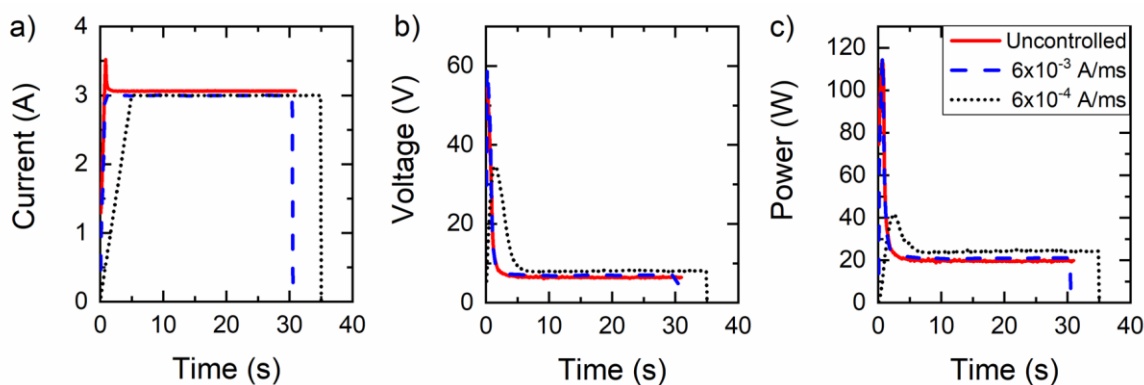 a)
Current (A)
4
3
2
1
0
0 10 20 30 40
Time (s)
b)
Voltage (V)
60
40
20
0
0 10 20 30 40
Time (s)
c)
Power (W)
120
100
80
60
40
20
0
0 10 20 30 40
Time (s)
Uncontrolled
6x10⁻³ A/ms
6x10⁻⁴ A/ms